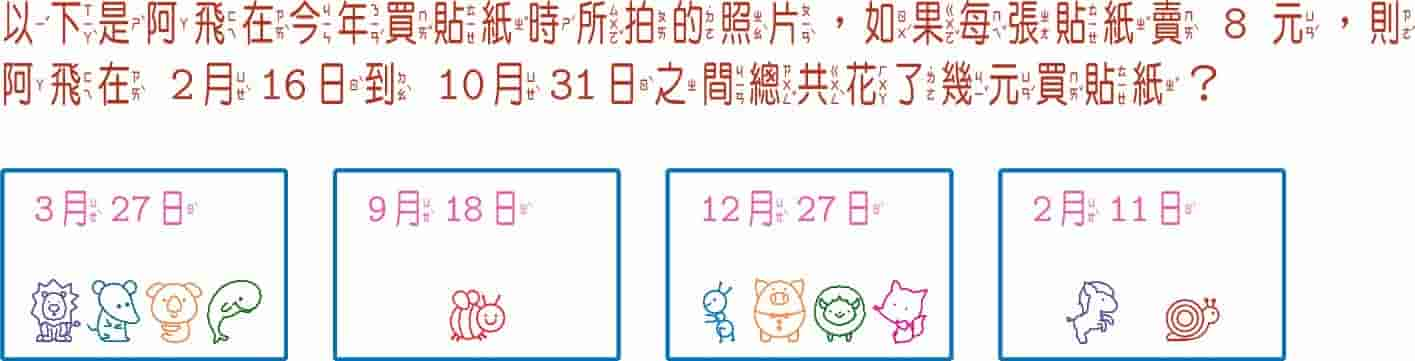 以下是阿飛在今年買貼紙時所拍的照片，如果每張貼紙賣 8 元，則
阿飛在 2月16日到 10月31日之間總共花了幾元買貼紙？
3月27日
9月18日
12月27日
2月11日